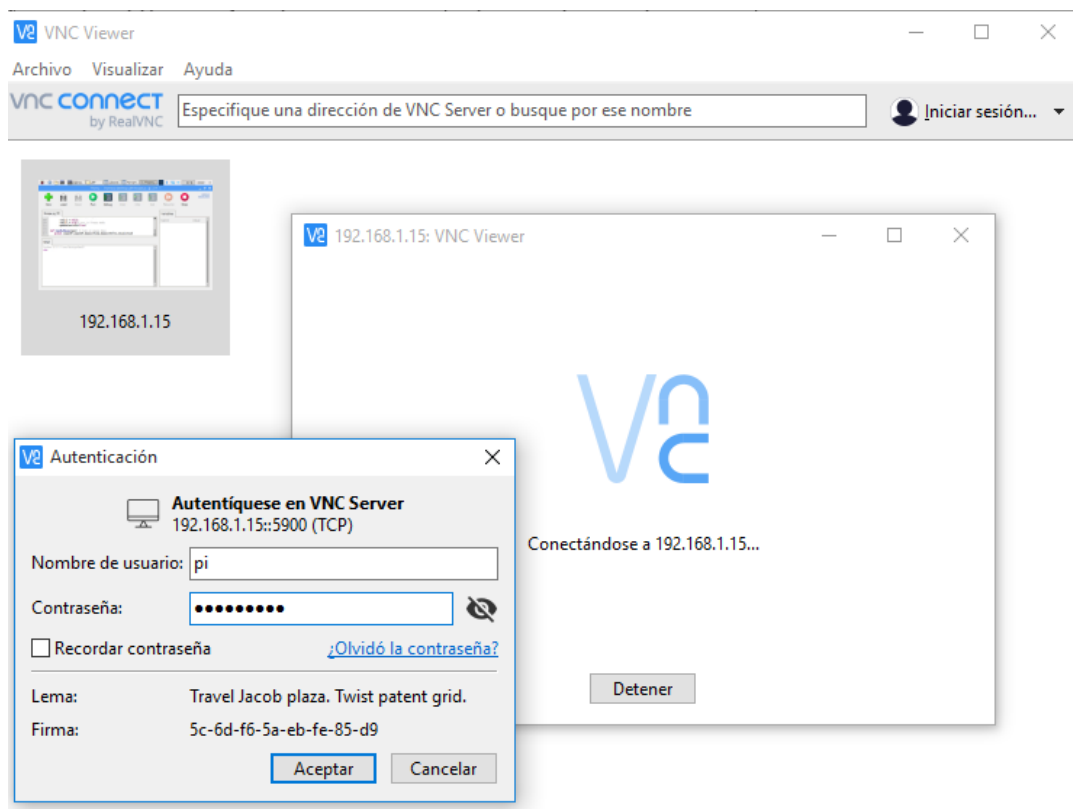 VNC Viewer
Archivo Visualizar Ayuda
vnc connect
by RealVNC
Especifique una dirección de VNC Server o busque por ese nombre
Iniciar sesión...
192.168.1.15
192.168.1.15: VNC Viewer
Conectándose a 192.168.1.15...
Detener
Autenticación
Autentíquese en VNC Server
192.168.1.15::5900 (TCP)
Nombre de usuario: pi
Contraseña: •••••••••
Recordar contraseña ¿Olvidó la contraseña?
Lema: Travel Jacob plaza. Twist patent grid.
Firma: 5c-6d-f6-5a-eb-fe-85-d9
Aceptar Cancelar